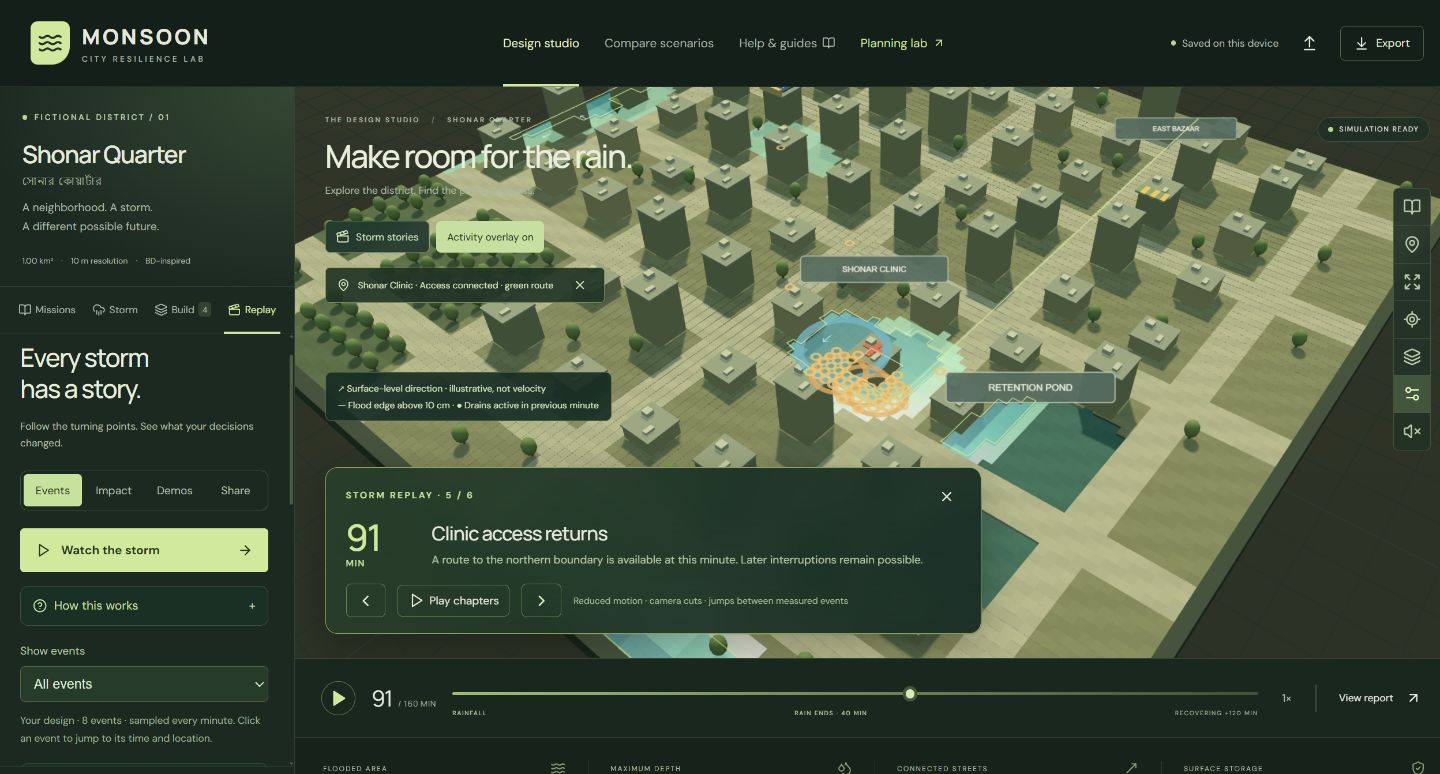 MONSOON
CITY RESILIENCE LAB
Design studio
Compare scenarios
Help & guides
Planning lab
Saved on this device
Export
FICTIONAL DISTRICT / 01
Shonar Quarter
সোনার কোয়ার্টার
A neighborhood. A storm.
A different possible future.
1.00 km² · 10 m resolution · BD-inspired
Missions
Storm
Build 4
Replay
Every storm
has a story.
Follow the turning points. See what your decisions
changed.
Events
Impact
Demos
Share
Watch the storm
How this works +
Show events
All events
Your design · 8 events · sampled every minute. Click
an event to jump to its time and location.
THE DESIGN STUDIO / SHONAR QUARTER
Make room for the rain.
Explore the district. Find the
Storm stories
Activity overlay on
Shonar Clinic · Access connected · green route
↗ Surface-level direction · illustrative, not velocity
— Flood edge above 10 cm · ● Drains active in previous minute
EAST BAZAAR
SIMULATION READY
SHONAR CLINIC
RETENTION POND
STORM REPLAY · 5 / 6
91
MIN
Clinic access returns
A route to the northern boundary is available at this minute. Later interruptions remain possible.
Play chapters
Reduced motion · camera cuts · jumps between measured events
91 / 160 MIN
RAINFALL
RAIN ENDS · 40 MIN
RECOVERING +120 MIN
1×
View report
FLOODED AREA
MAXIMUM DEPTH
CONNECTED STREETS
SURFACE STORAGE